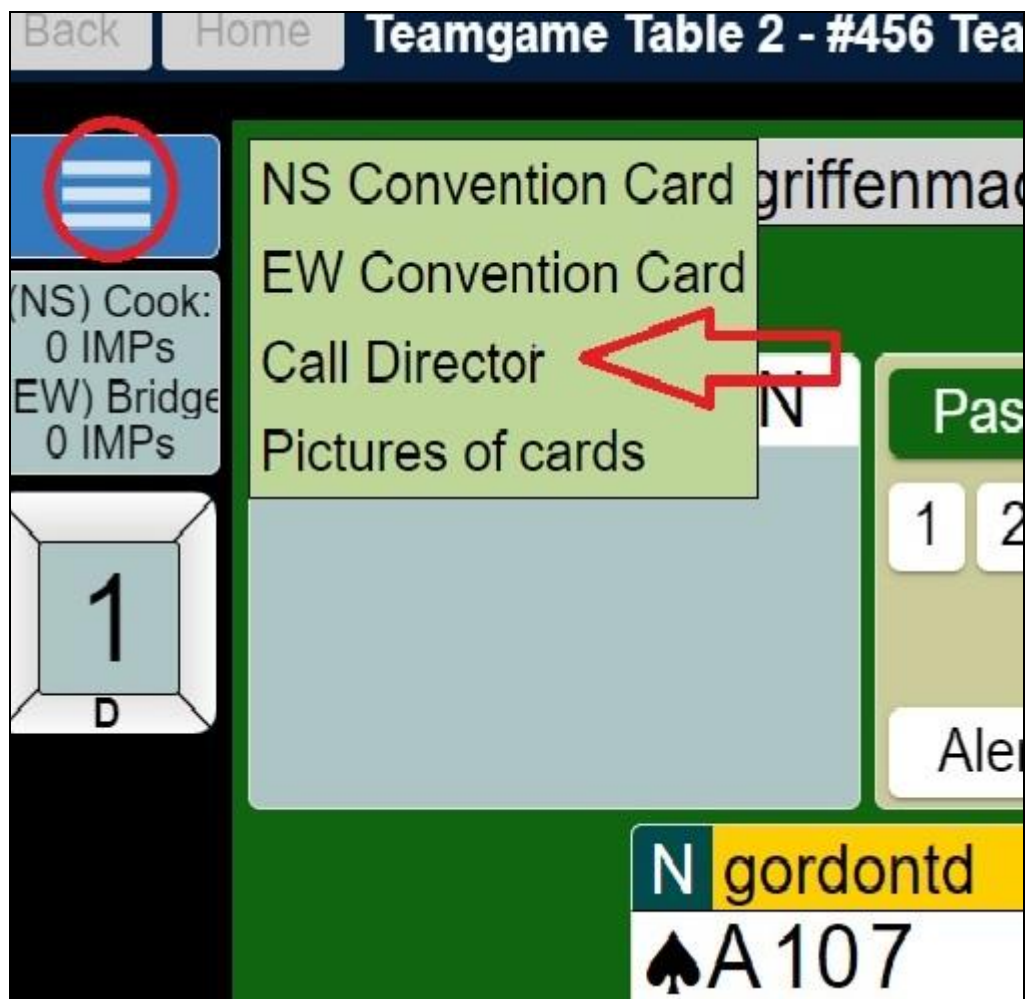 Back Home Teamgame Table 2 - #456 Tea
NS Convention Card
griffenmac
EW Convention Card
Call Director
Pictures of cards
(NS) Cook:
0 IMPs
EW) Bridge
0 IMPs
N
Pas
1 2
1
D
Aler
N gordontd
♠A107